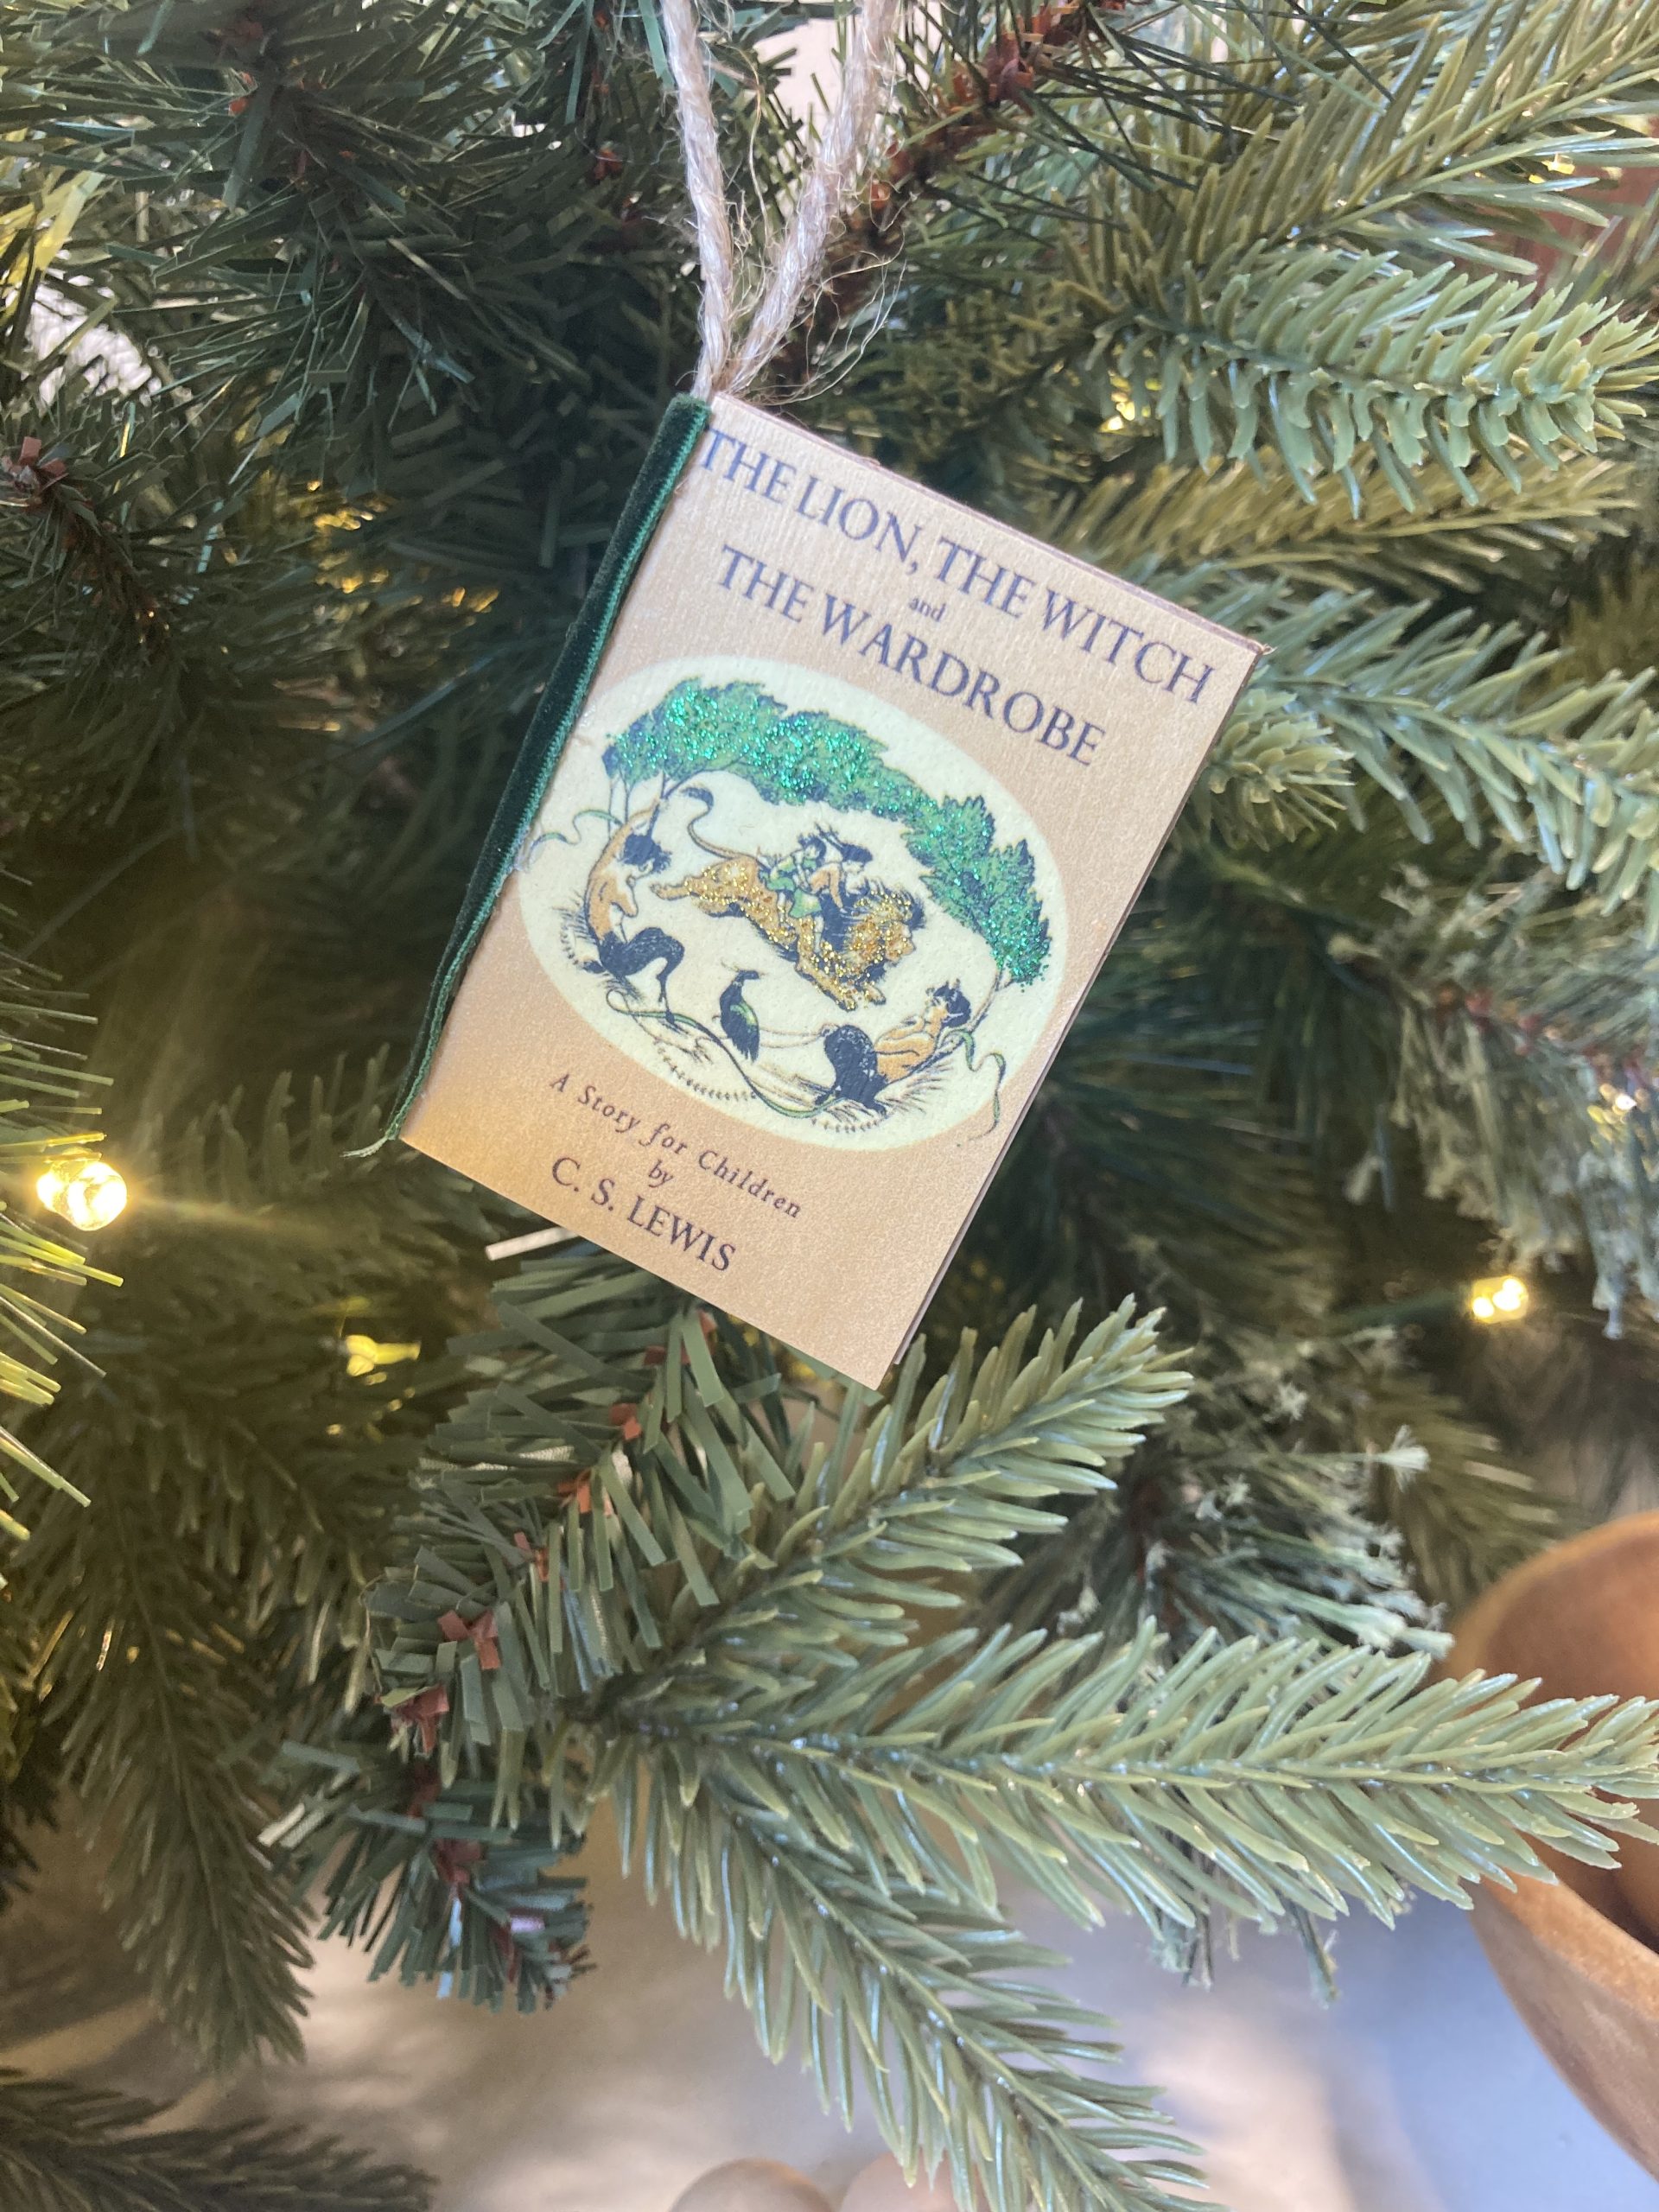 THE LION, THE WITCH
and
THE WARDROBE
A Story for Children
by
C. S. LEWIS